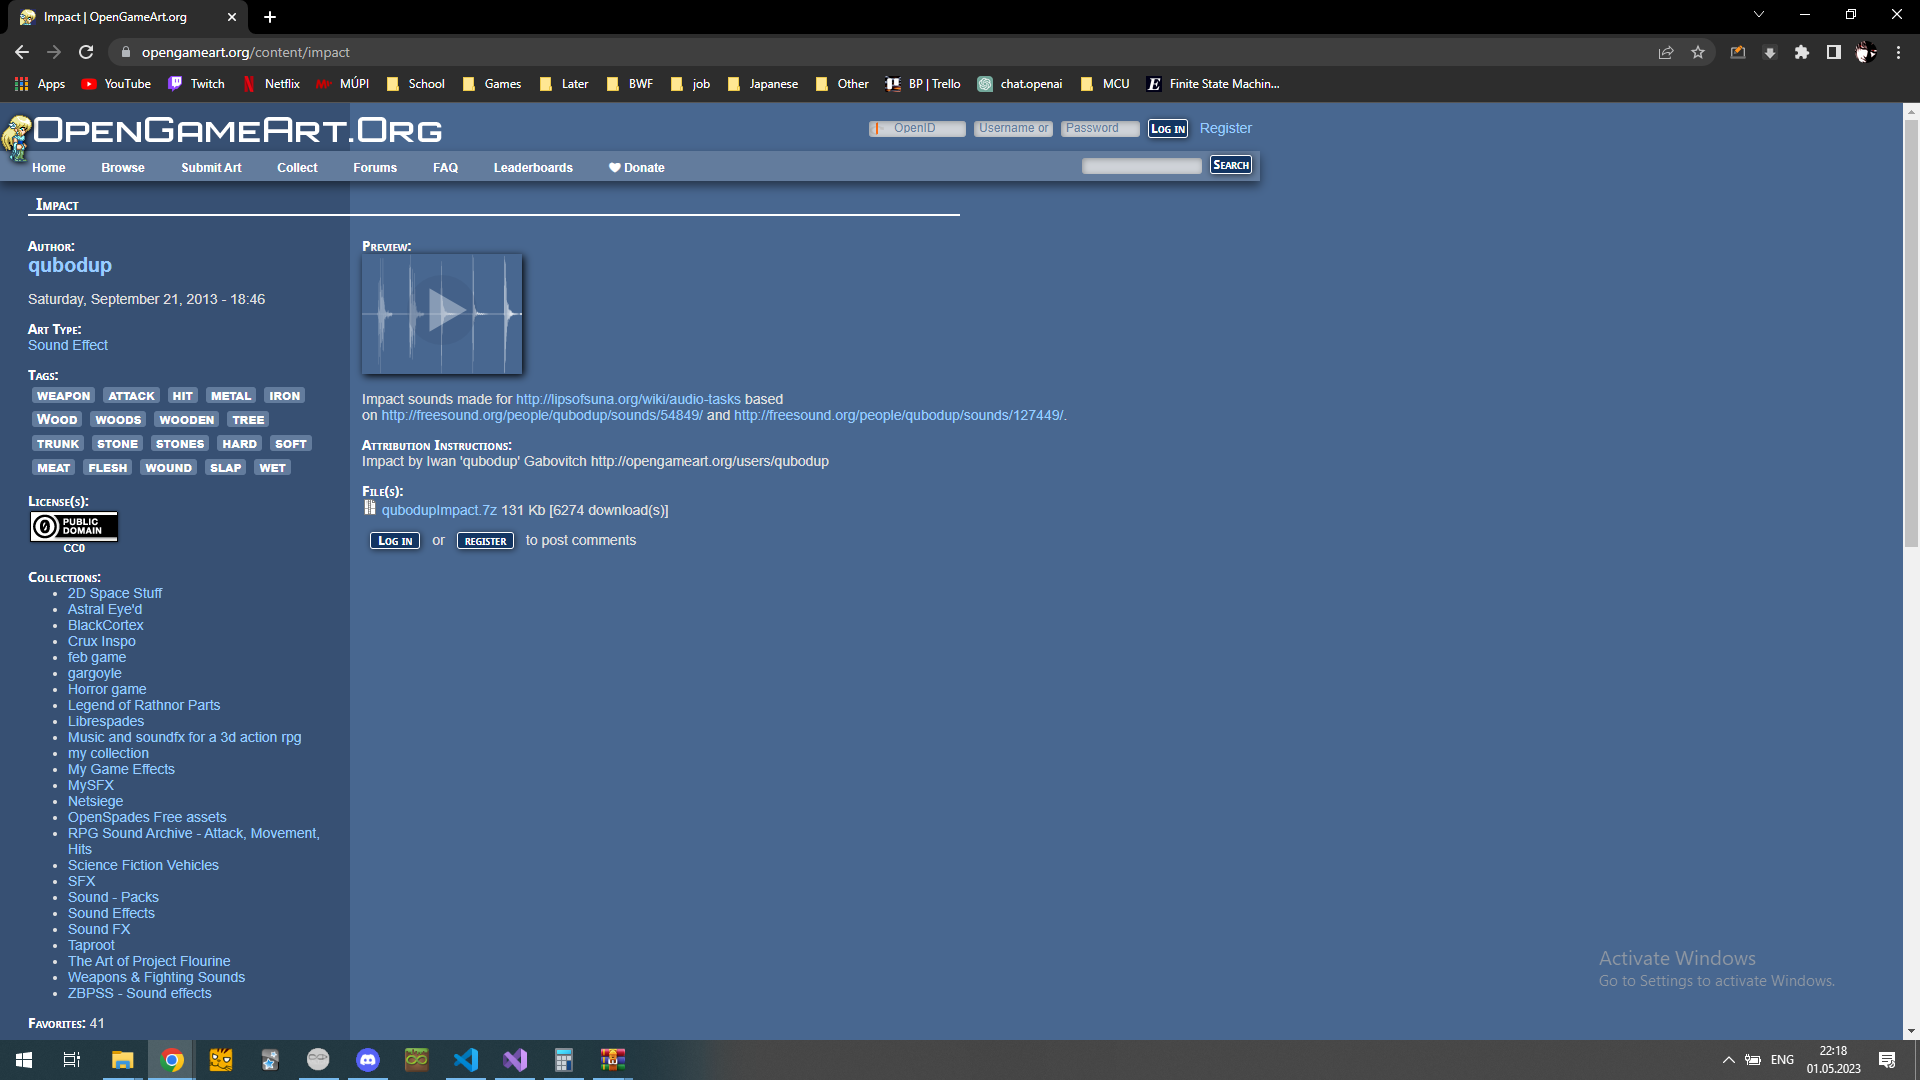 Impact | OpenGameArt.org
opengameart.org/content/impact
Apps YouTube Twitch Netflix MÚPI School Games Later BWF job Japanese Other BP | Trello chat.openai MCU Finite State Machin...
OpenGameArt.Org
OpenID Username or Password Log in Register
Home Browse Submit Art Collect Forums FAQ Leaderboards Donate Search
Impact
Author:
qubodup
Saturday, September 21, 2013 - 18:46
Art Type:
Sound Effect
Tags:
weapon attack hit metal iron
Wood woods wooden tree
trunk stone stones hard soft
meat flesh wound slap wet
License(s):
PUBLIC DOMAIN
CC0
Collections:
2D Space Stuff
Astral Eye'd
BlackCortex
Crux Inspo
feb game
gargoyle
Horror game
Legend of Rathnor Parts
Librespades
Music and soundfx for a 3d action rpg
my collection
My Game Effects
MySFX
Netsiege
OpenSpades Free assets
RPG Sound Archive - Attack, Movement,
Hits
Science Fiction Vehicles
SFX
Sound - Packs
Sound Effects
Sound FX
Taproot
The Art of Project Flourine
Weapons & Fighting Sounds
ZBPSS - Sound effects
Favorites: 41
Preview:
Impact sounds made for http://lipsofsuna.org/wiki/audio-tasks based
on http://freesound.org/people/qubodup/sounds/54849/ and http://freesound.org/people/qubodup/sounds/127449/.
Attribution Instructions:
Impact by Iwan 'qubodup' Gabovitch http://opengameart.org/users/qubodup
File(s):
qubodupImpact.7z 131 Kb [6274 download(s)]
Log in or register to post comments
Activate Windows
Go to Settings to activate Windows.
ENG
22:18
01.05.2023